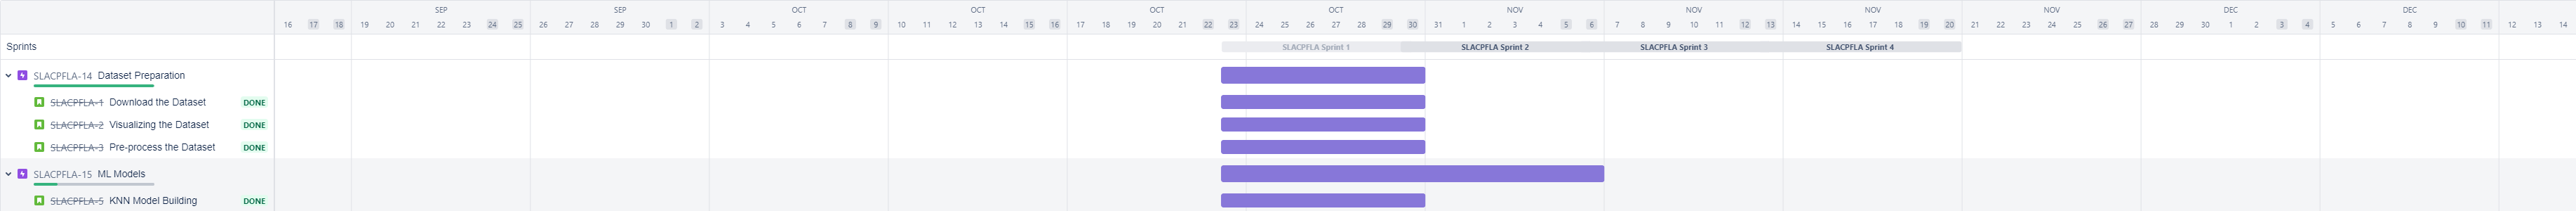 SEP SEP OCT OCT OCT OCT NOV NOV NOV NOV DEC DEC
16 17 18 19 20 21 22 23 24 25 26 27 28 29 30 1 2 3 4 5 6 7 8 9 10 11 12 13 14 15 16 17 18 19 20 21 22 23 24 25 26 27 28 29 30 31 1 2 3 4 5 6 7 8 9 10 11 12 13 14 15 16 17 18 19 20 21 22 23 24 25 26 27 28 29 30 1 2 3 4 5 6 7 8 9 10 11 12 13 14
Sprints SLACPFLA Sprint 1 SLACPFLA Sprint 2 SLACPFLA Sprint 3 SLACPFLA Sprint 4
SLACPFLA-14 Dataset Preparation
SLACPFLA-1 Download the Dataset DONE
SLACPFLA-2 Visualizing the Dataset DONE
SLACPFLA-3 Pre-process the Dataset DONE
SLACPFLA-15 ML Models
SLACPFLA-5 KNN Model Building DONE